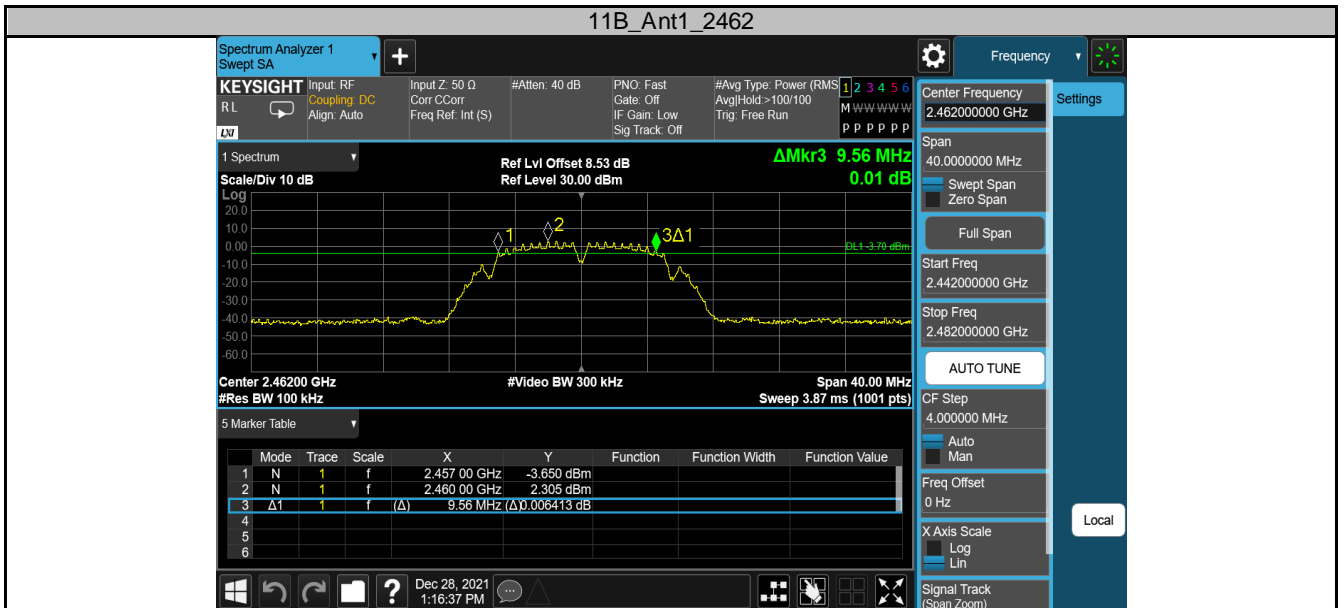 11B_Ant1_2462
Spectrum Analyzer 1
Swept SA
+
Frequency
KEYSIGHT
R L
LXI
Input: RF
Coupling: DC
Align: Auto
Input Z: 50 Ω
Corr CCorr
Freq Ref: Int (S)
#Atten: 40 dB
PNO: Fast
Gate: Off
IF Gain: Low
Sig Track: Off
#Avg Type: Power (RMS
Avg|Hold:>100/100
Trig: Free Run
1 2 3 4 5 6
M W W W W W
P P P P P P
Center Frequency
2.462000000 GHz
Settings
Span
40.0000000 MHz
Swept Span
Zero Span
Full Span
Start Freq
2.442000000 GHz
Stop Freq
2.482000000 GHz
AUTO TUNE
CF Step
4.000000 MHz
Auto
Man
Freq Offset
0 Hz
X Axis Scale
Log
Lin
Signal Track
(Span Zoom)
Local
1 Spectrum
Scale/Div 10 dB
Ref Lvl Offset 8.53 dB
Ref Level 30.00 dBm
ΔMkr3 9.56 MHz
0.01 dB
Log
20.0
10.0
0.00
-10.0
-20.0
-30.0
-40.0
-50.0
-60.0
1
2
3Δ1
DL1 -3.70 dBm
Center 2.46200 GHz
#Video BW 300 kHz
Span 40.00 MHz
#Res BW 100 kHz
Sweep 3.87 ms (1001 pts)
5 Marker Table
Mode Trace Scale X Y Function Function Width Function Value
1 N 1 f 2.457 00 GHz -3.650 dBm
2 N 1 f 2.460 00 GHz 2.305 dBm
3 Δ1 1 f (Δ) 9.56 MHz (Δ)0.006413 dB
4
5
6
? Dec 28, 2021
1:16:37 PM